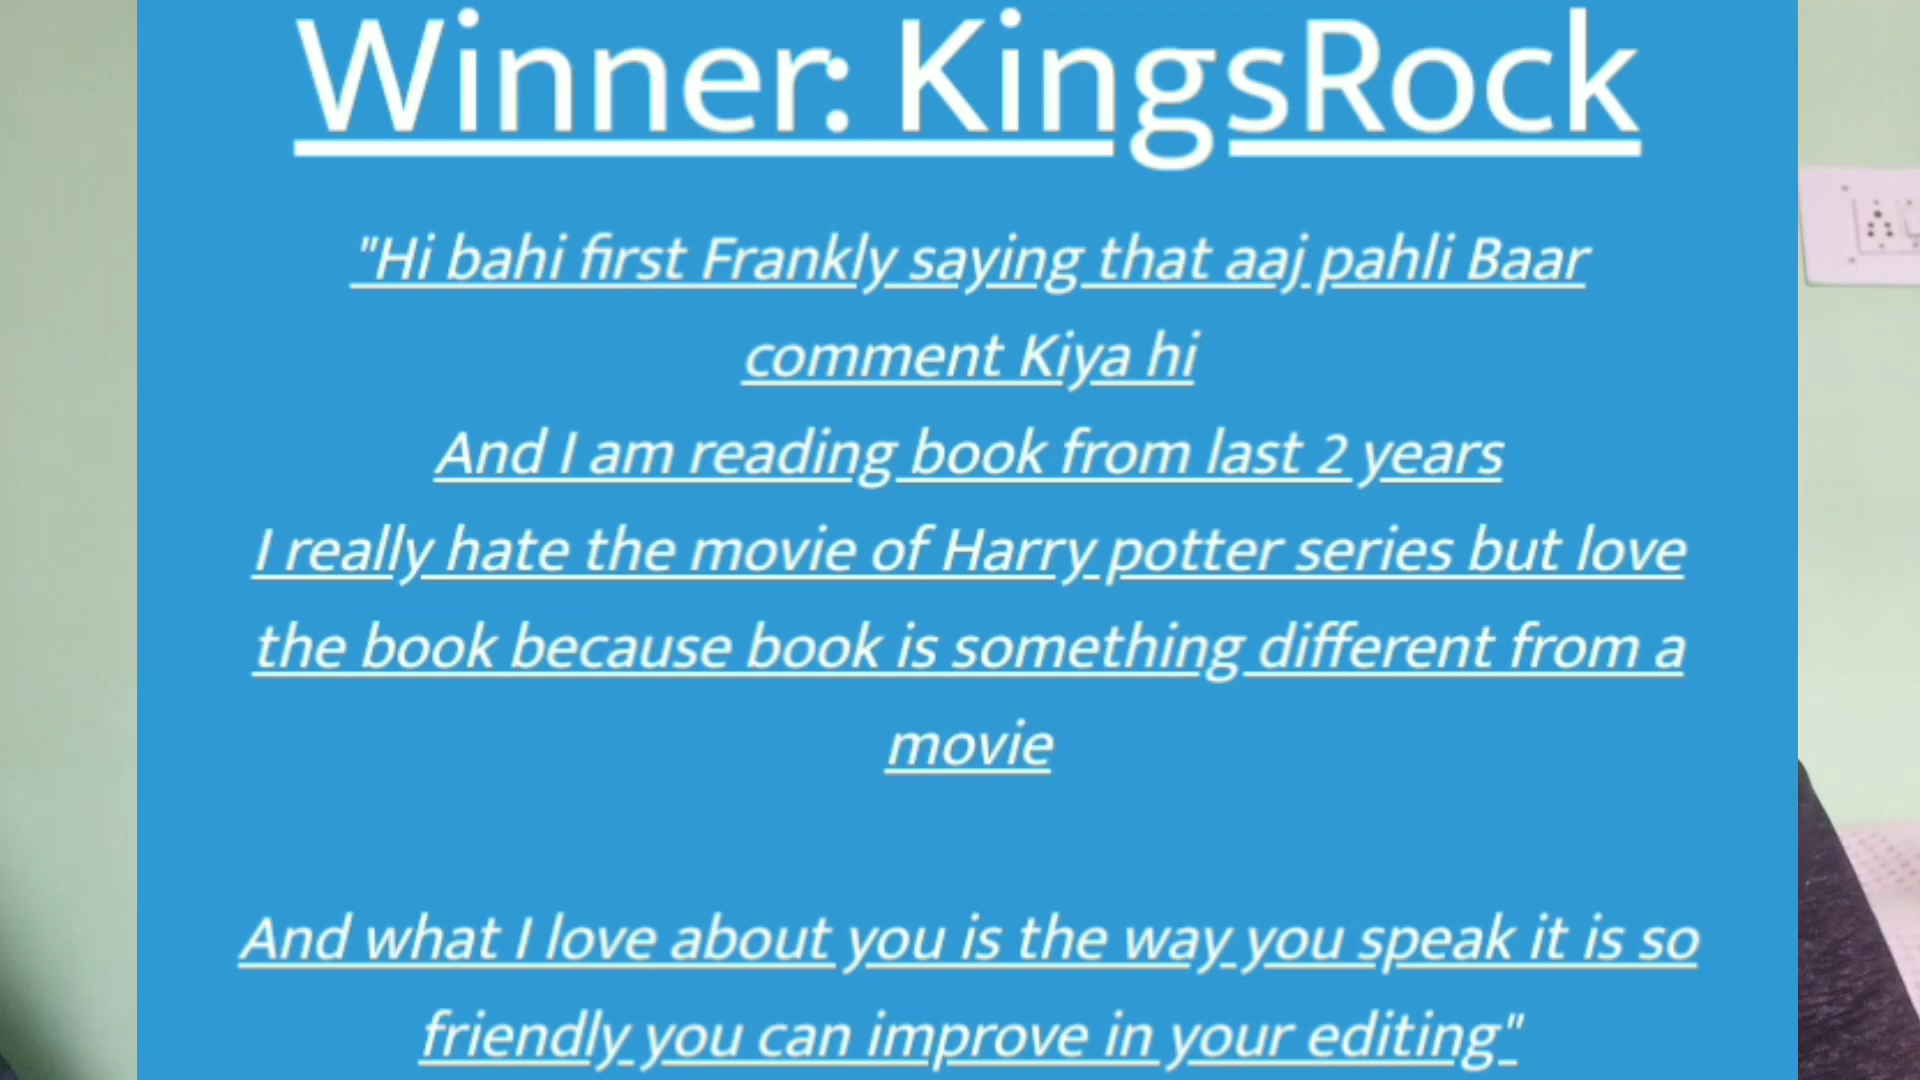 Winner: KingsRock
"Hi bahi first Frankly saying that aaj pahli Baar
comment Kiya hi
And I am reading book from last 2 years
I really hate the movie of Harry potter series but love
the book because book is something different from a
movie
And what I love about you is the way you speak it is so
friendly you can improve in your editing"